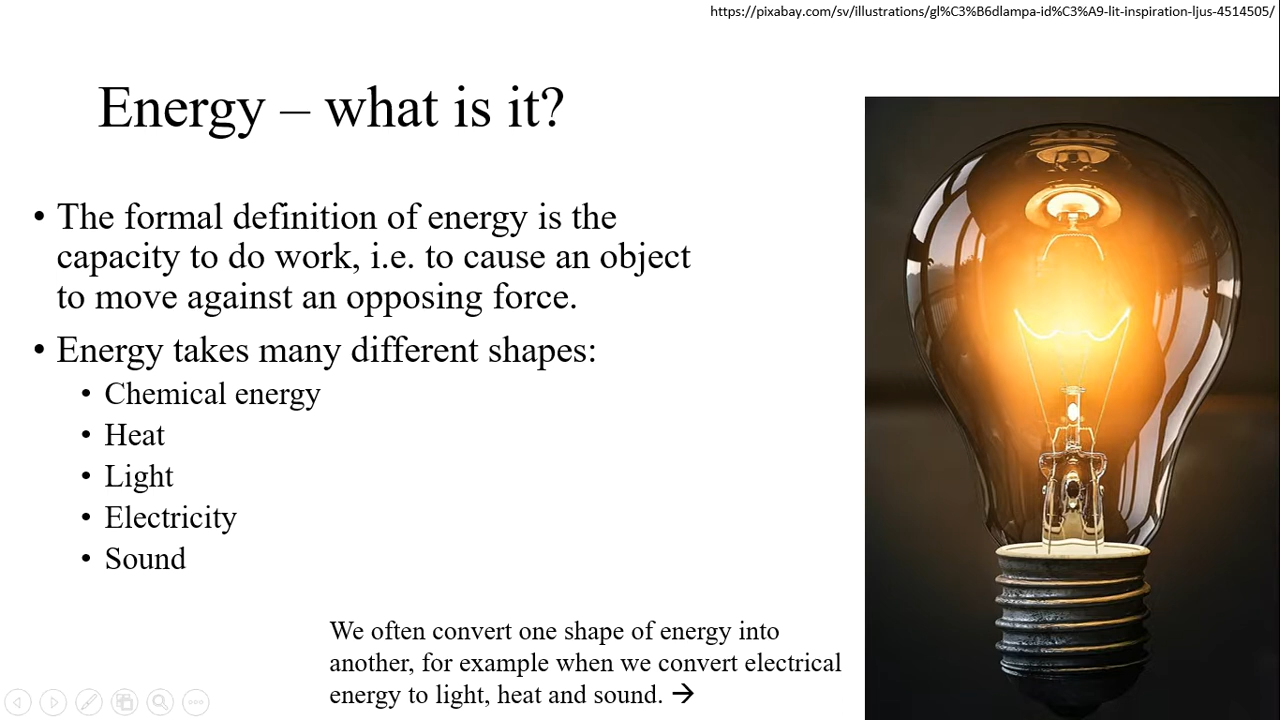 https://pixabay.com/sv/illustrations/gl%C3%B6dlampa-id%C3%A9-lit-inspiration-ljus-4514505/
Energy – what is it?
• The formal definition of energy is the
capacity to do work, i.e. to cause an object
to move against an opposing force.
• Energy takes many different shapes:
• Chemical energy
• Heat
• Light
• Electricity
• Sound
We often convert one shape of energy into
another, for example when we convert electrical
energy to light, heat and sound. →